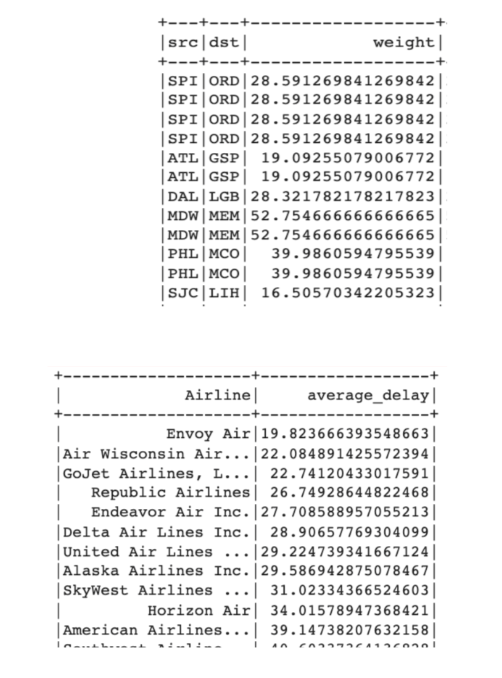 +---+---+------------------+
|src|dst|            weight|
+---+---+------------------+
|SPI|ORD|28.591269841269842|
|SPI|ORD|28.591269841269842|
|SPI|ORD|28.591269841269842|
|SPI|ORD|28.591269841269842|
|ATL|GSP| 19.09255079006772|
|ATL|GSP| 19.09255079006772|
|DAL|LGB|28.321782178217823|
|MDW|MEM|52.754666666666665|
|MDW|MEM|52.754666666666665|
|PHL|MCO|  39.9860594795539|
|PHL|MCO|  39.9860594795539|
|SJC|LIH| 16.50570342205323|
+--------------------+------------------+
|             Airline|     average_delay|
+--------------------+------------------+
|           Envoy Air|19.823666393548663|
|Air Wisconsin Air...|22.084891425572394|
|GoJet Airlines, L...| 22.74120433017591|
|   Republic Airlines| 26.74928644822468|
|   Endeavor Air Inc.|27.708588957055213|
|Delta Air Lines Inc.| 28.90657769304099|
|United Air Lines ...|29.224739341667124|
|Alaska Airlines Inc.|29.586942875078467|
|SkyWest Airlines ...| 31.02334366524603|
|         Horizon Air| 34.01578947368421|
|American Airlines...| 39.14738207632158|